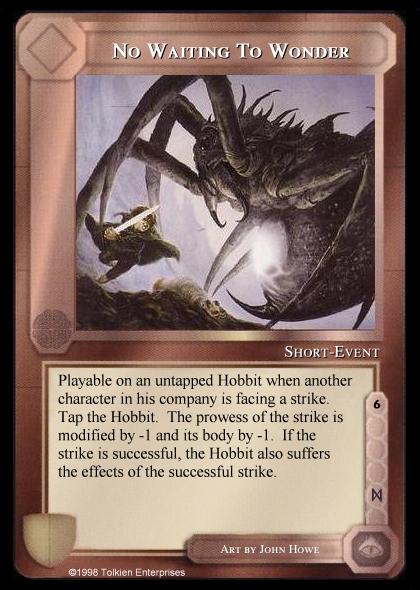 No Waiting To Wonder
Short-Event
Playable on an untapped Hobbit when another
character in his company is facing a strike.
Tap the Hobbit.  The prowess of the strike is
modified by -1 and its body by -1.  If the
strike is successful, the Hobbit also suffers
the effects of the successful strike.
6
Art by John Howe
©1998 Tolkien Enterprises